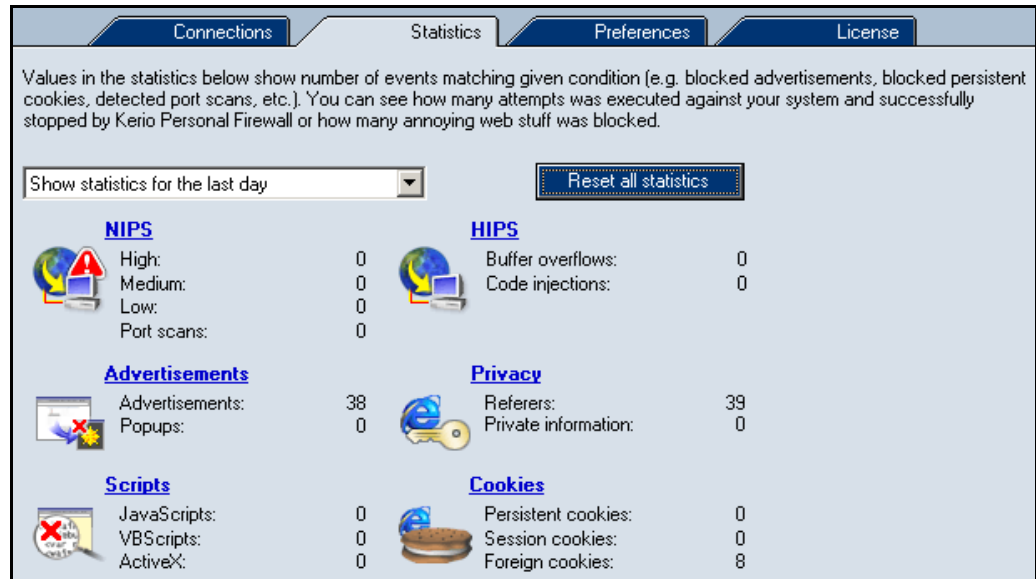 Connections Statistics Preferences License
Values in the statistics below show number of events matching given condition (e.g. blocked advertisements, blocked persistent
cookies, detected port scans, etc.). You can see how many attempts was executed against your system and successfully
stopped by Kerio Personal Firewall or how many annoying web stuff was blocked.
Show statistics for the last day
Reset all statistics
NIPS
High: 0
Medium: 0
Low: 0
Port scans: 0
HIPS
Buffer overflows: 0
Code injections: 0
Advertisements
Advertisements: 38
Popups: 0
Privacy
Referers: 39
Private information: 0
Scripts
JavaScripts: 0
VBScripts: 0
ActiveX: 0
Cookies
Persistent cookies: 0
Session cookies: 0
Foreign cookies: 8